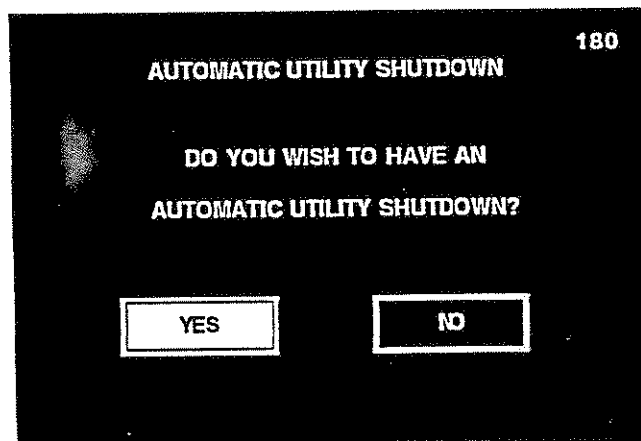 180
AUTOMATIC UTILITY SHUTDOWN
DO YOU WISH TO HAVE AN
AUTOMATIC UTILITY SHUTDOWN?
YES
NO